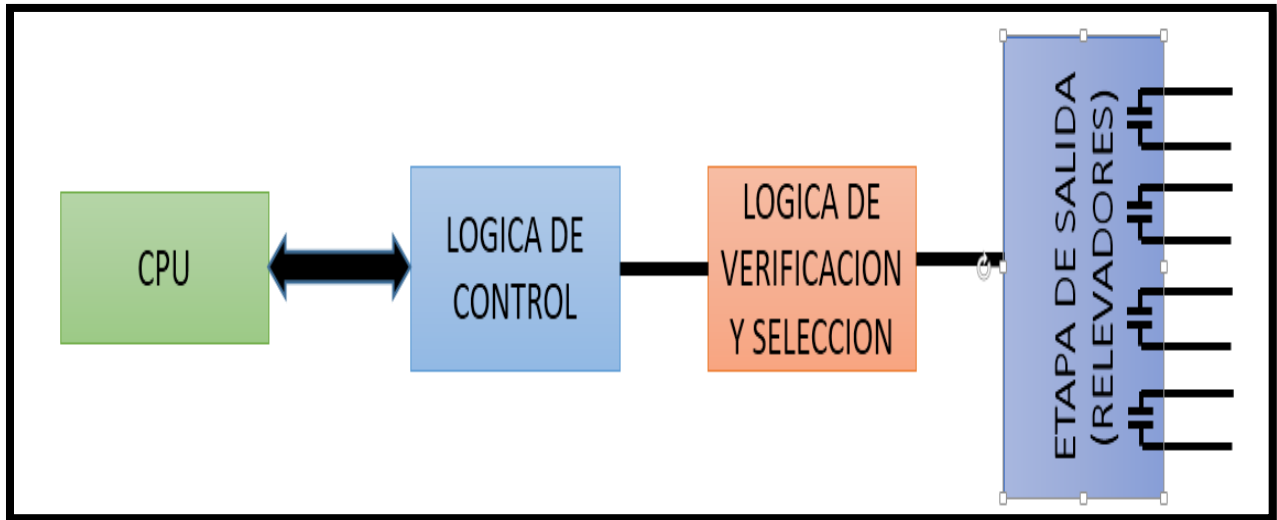 CPU
LOGICA DE
CONTROL
LOGICA DE
VERIFICACION
Y SELECCION
ETAPA DE SALIDA
(RELEVADORES)